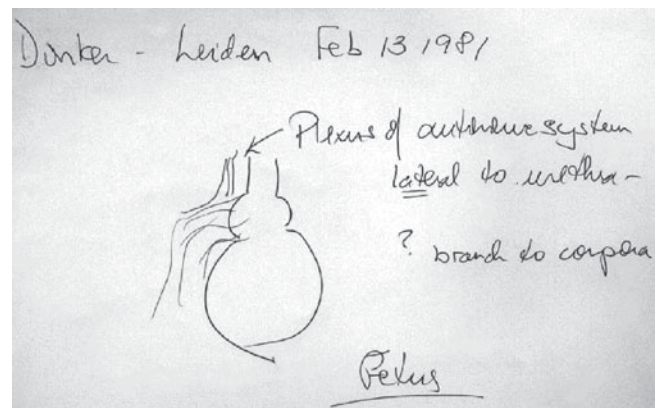 Donker - Leiden Feb 13 1981
Plexus of autonomic system
lateral to urethra -
? branch to corpora
Fetus